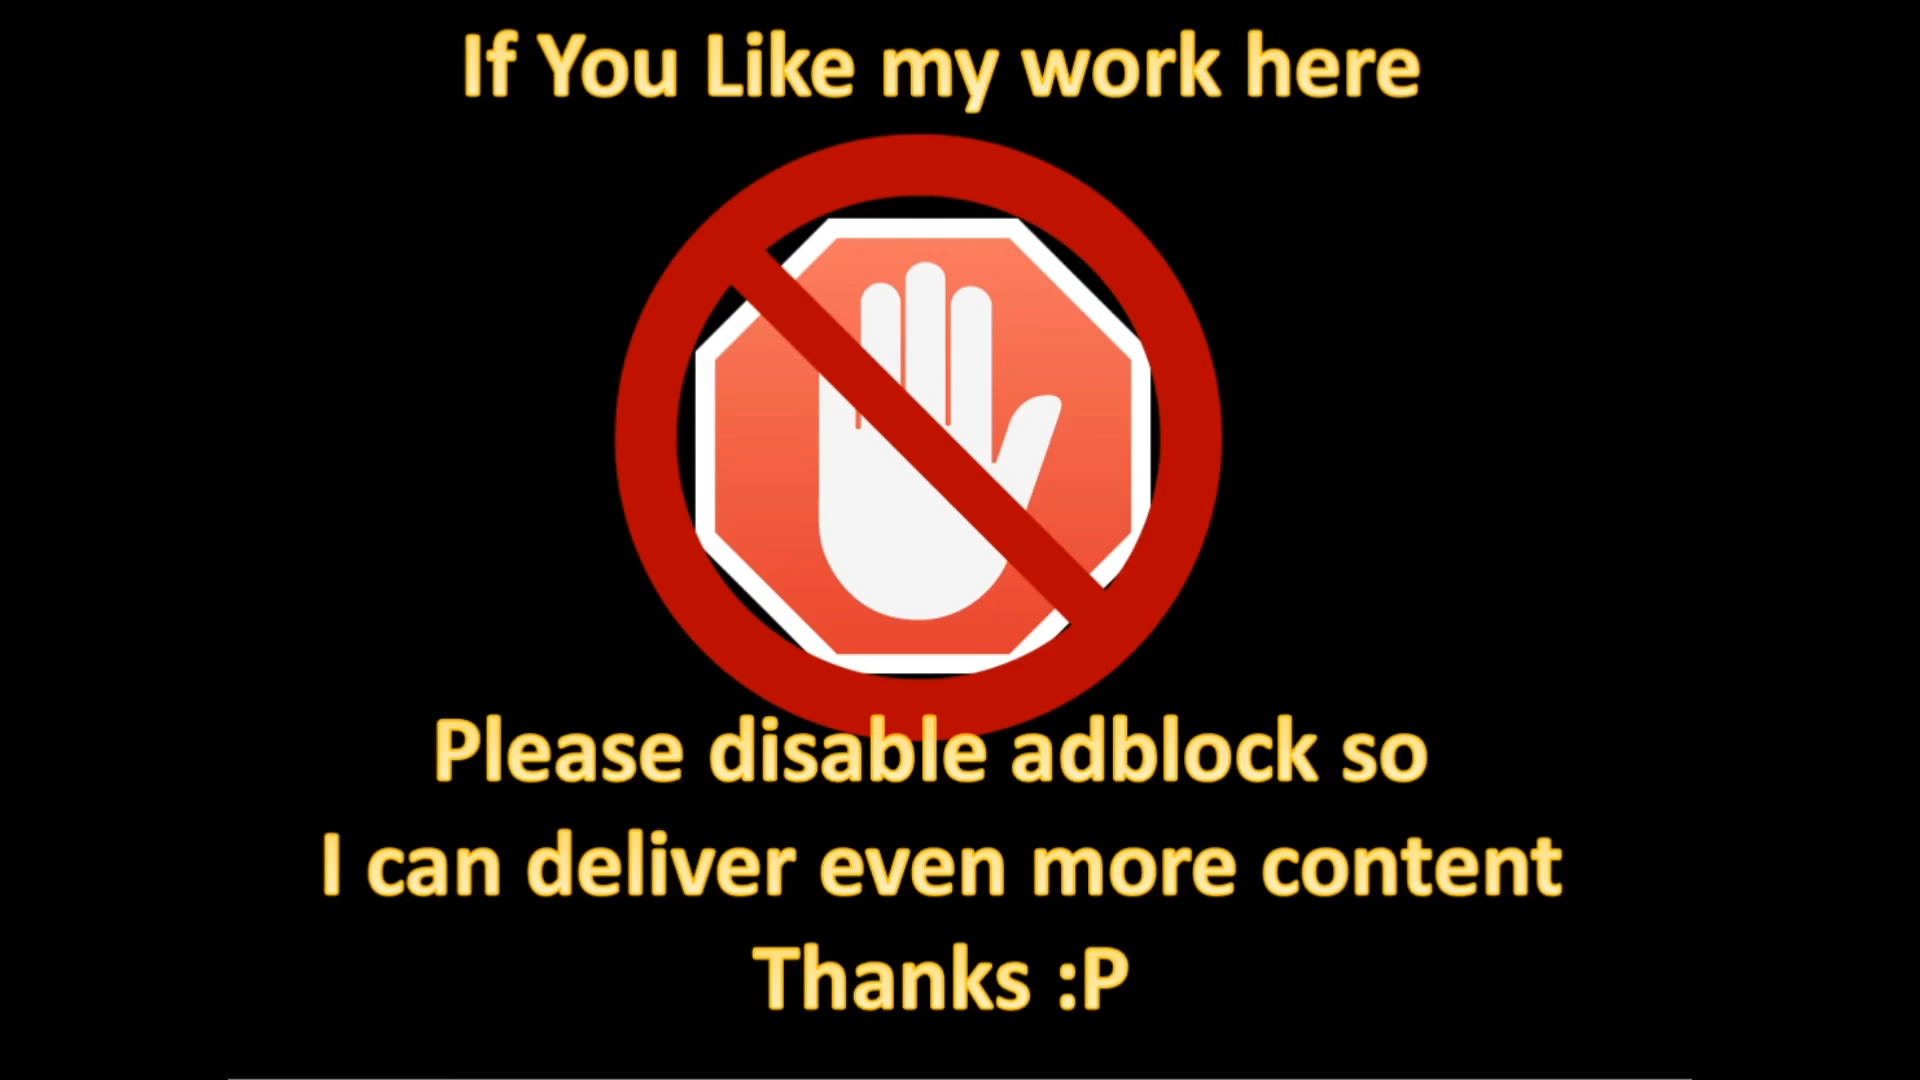 If You Like my work here
Please disable adblock so
I can deliver even more content
Thanks :P